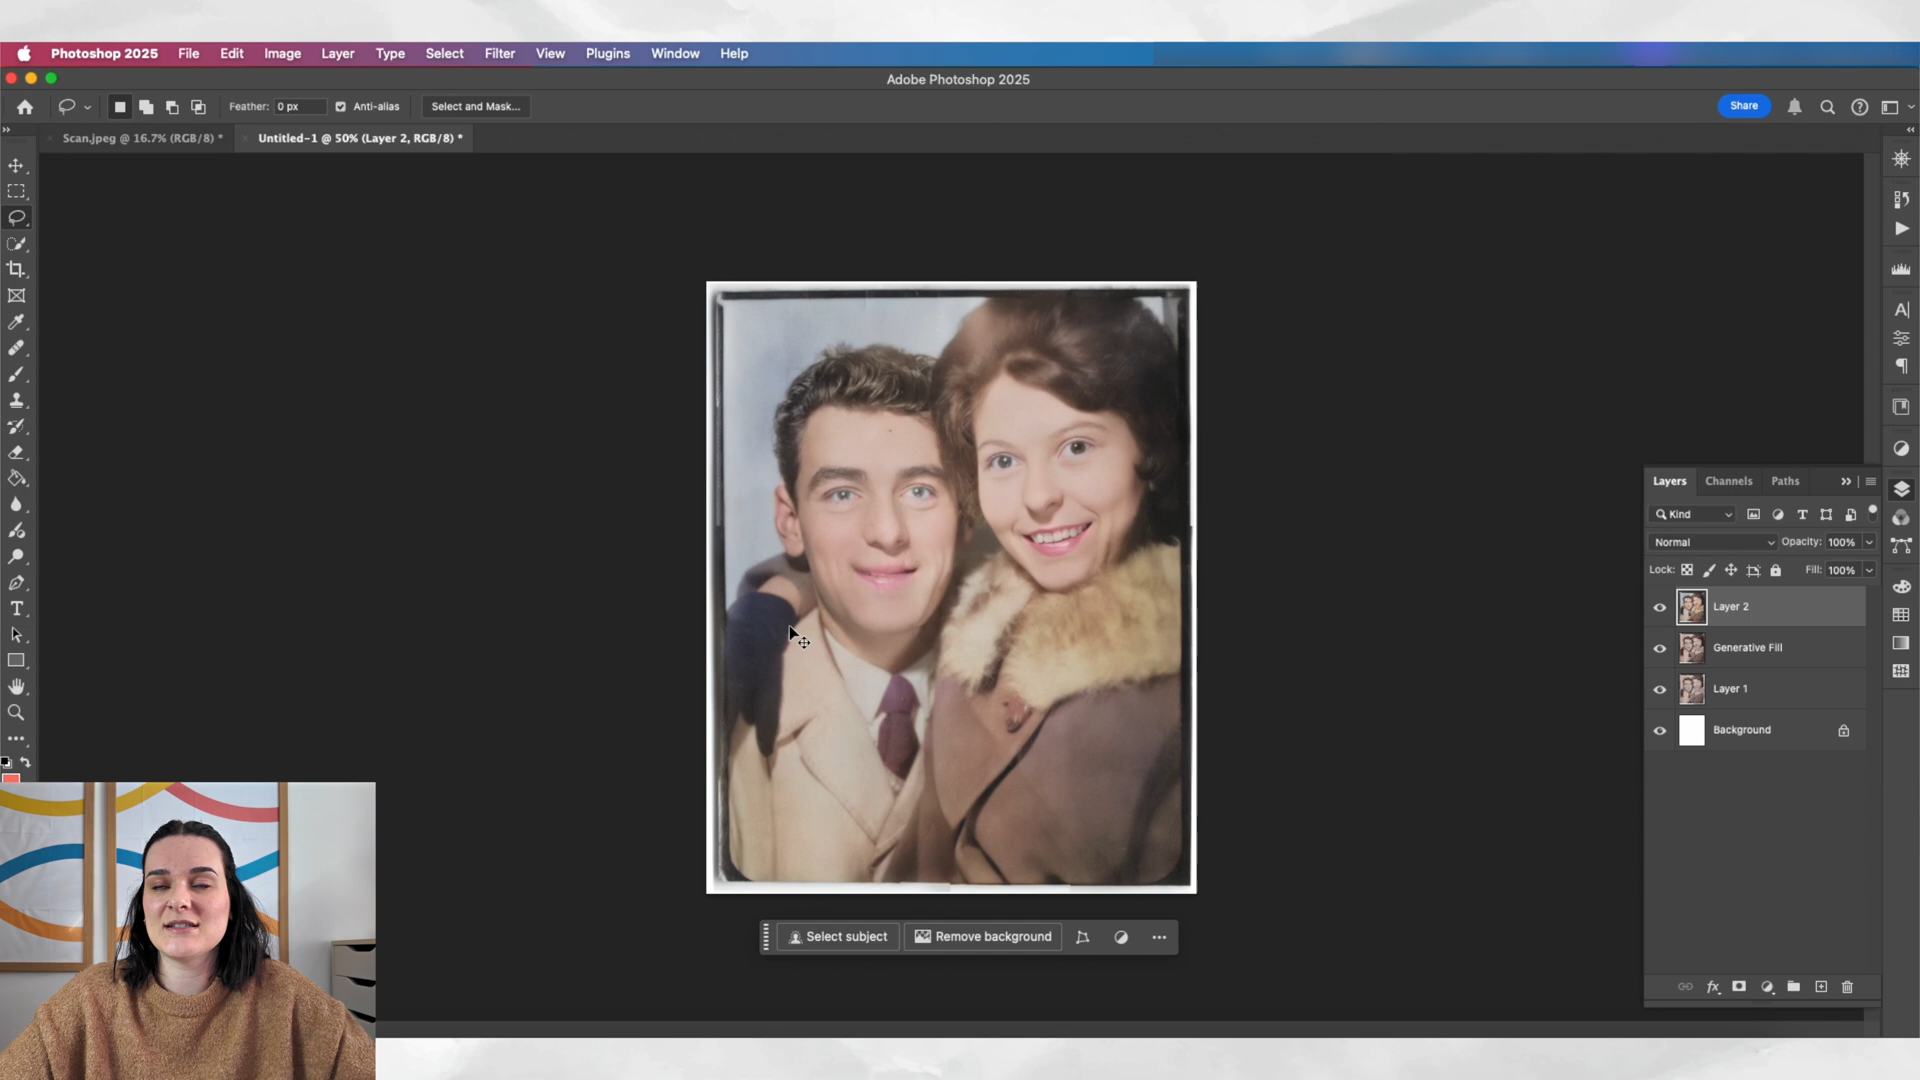 Photoshop 2025 File Edit Image Layer Type Select Filter View Plugins Window Help
Adobe Photoshop 2025
Feather: 0 px Anti-alias Select and Mask... Share
Scan.jpeg @ 16.7% (RGB/8) * Untitled-1 @ 50% (Layer 2, RGB/8) *
Layers Channels Paths
Kind
Normal Opacity: 100%
Lock: Fill: 100%
Layer 2
Generative Fill
Layer 1
Background
Select subject Remove background